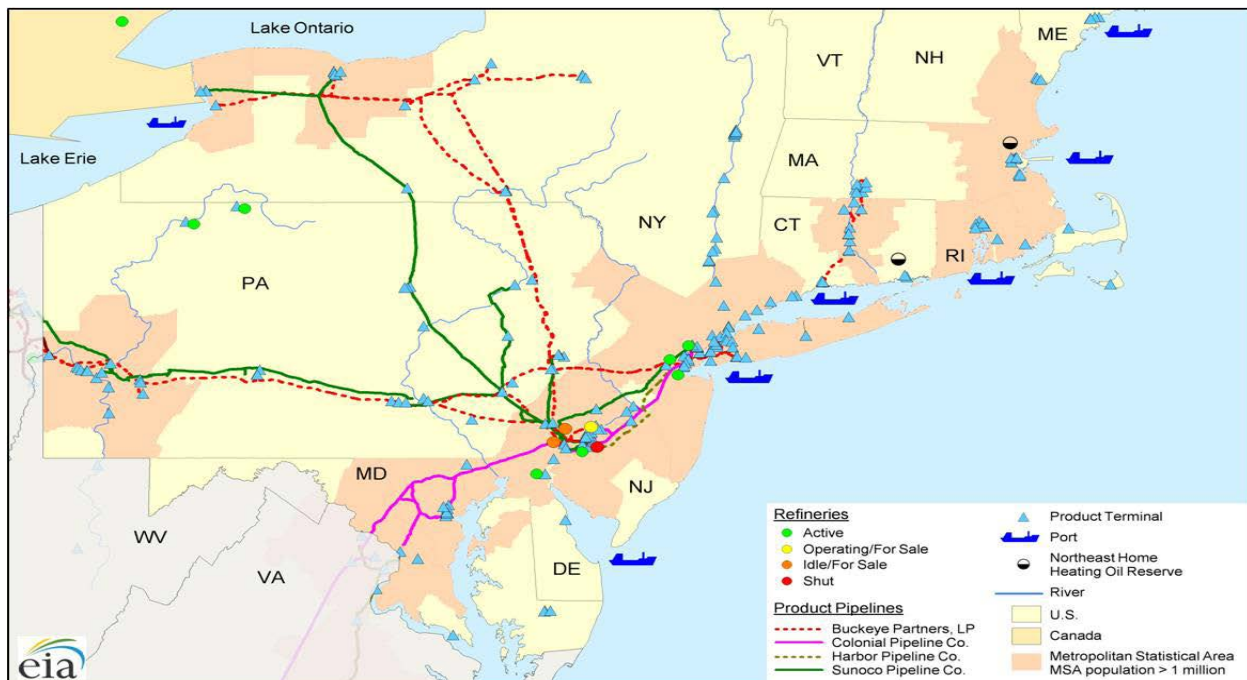 Lake Ontario
ME
VT
NH
Lake Erie
MA
NY
CT
RI
PA
MD
NJ
WV
VA
DE
Refineries
Active
Operating/For Sale
Idle/For Sale
Shut
Product Pipelines
Buckeye Partners, LP
Colonial Pipeline Co.
Harbor Pipeline Co.
Sunoco Pipeline Co.
Product Terminal
Port
Northeast Home
Heating Oil Reserve
River
U.S.
Canada
Metropolitan Statistical Area
MSA population > 1 million
eia